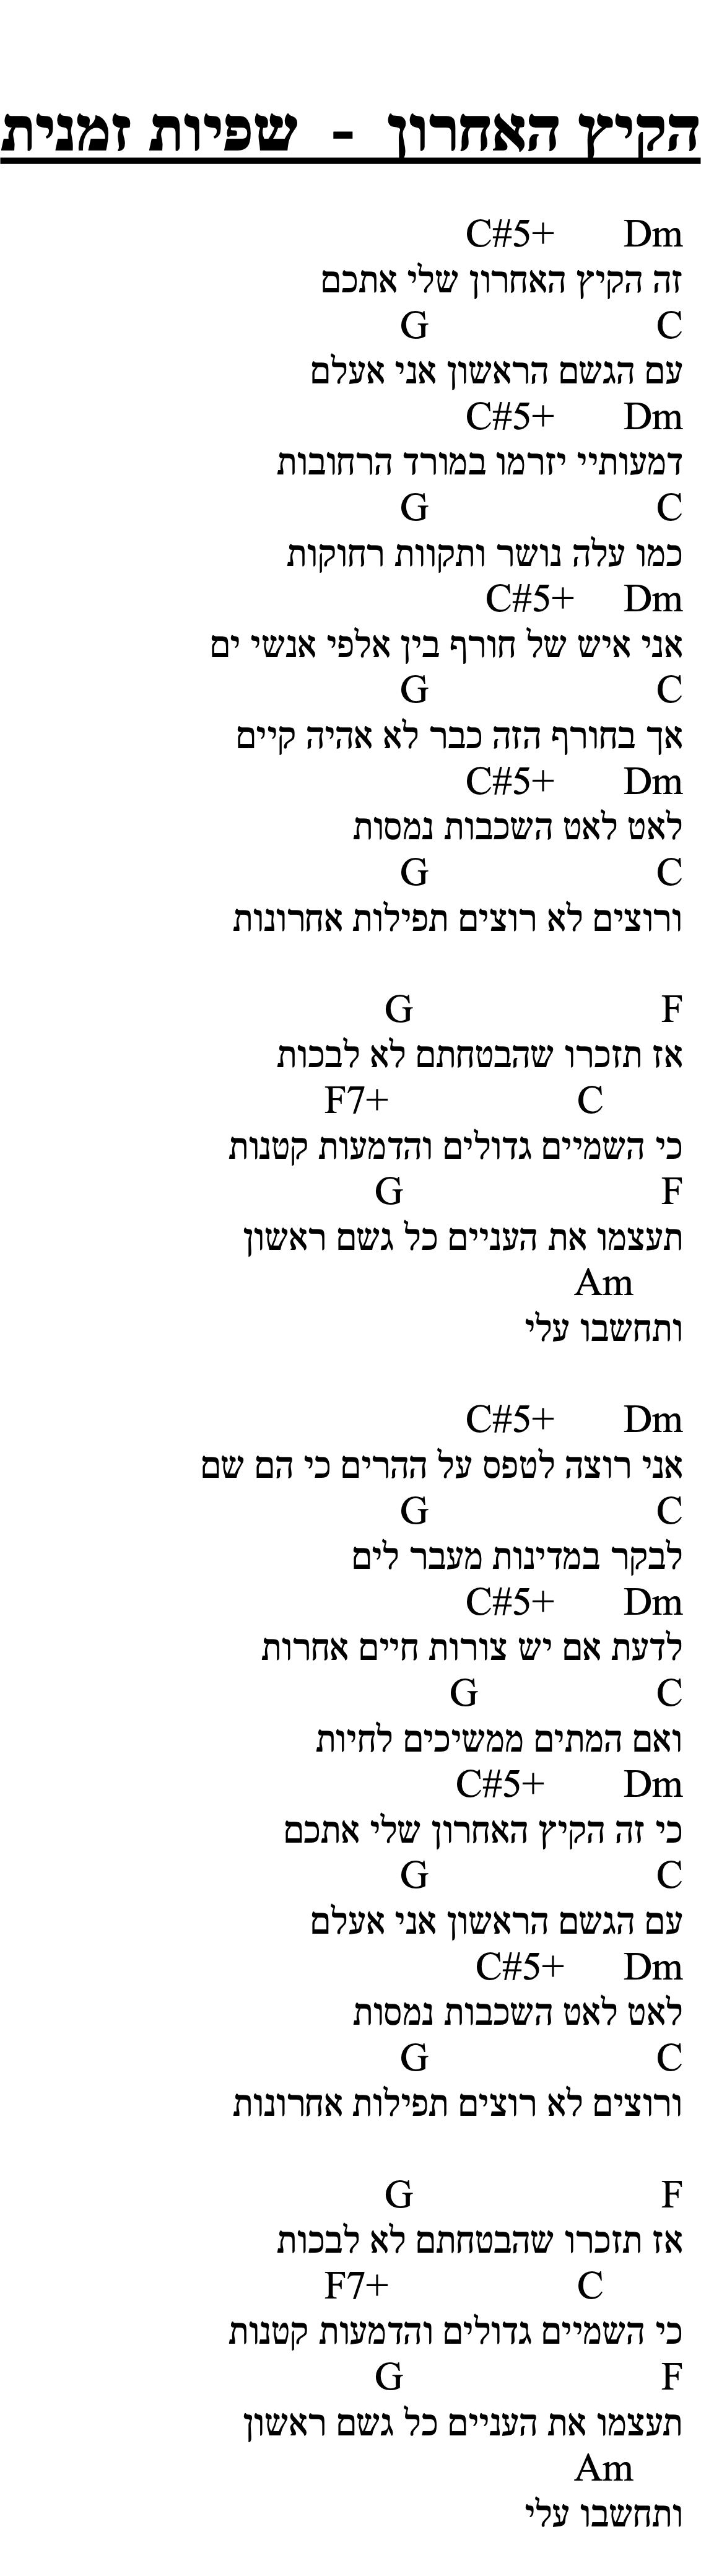 הקיץ האחרון - שפיות זמנית
Dm C#5+
זה הקיץ האחרון שלי אתכם
C G
עם הגשם הראשון אני אעלם
Dm C#5+
דמעותיי יזרמו במורד הרחובות
C G
כמו עלה נושר ותקוות רחוקות
Dm C#5+
אני איש של חורף בין אלפי אנשי ים
C G
אך בחורף הזה כבר לא אהיה קיים
Dm C#5+
לאט לאט השכבות נמסות
C G
ורוצים לא רוצים תפילות אחרונות
F G
אז תזכרו שהבטחתם לא לבכות
C F7+
כי השמיים גדולים והדמעות קטנות
F G
תעצמו את העניים כל גשם ראשון
Am
ותחשבו עלי
Dm C#5+
אני רוצה לטפס על ההרים כי הם שם
C G
לבקר במדינות מעבר לים
Dm C#5+
לדעת אם יש צורות חיים אחרות
C G
ואם המתים ממשיכים לחיות
Dm C#5+
כי זה הקיץ האחרון שלי אתכם
C G
עם הגשם הראשון אני אעלם
Dm C#5+
לאט לאט השכבות נמסות
C G
ורוצים לא רוצים תפילות אחרונות
F G
אז תזכרו שהבטחתם לא לבכות
C F7+
כי השמיים גדולים והדמעות קטנות
F G
תעצמו את העניים כל גשם ראשון
Am
ותחשבו עלי